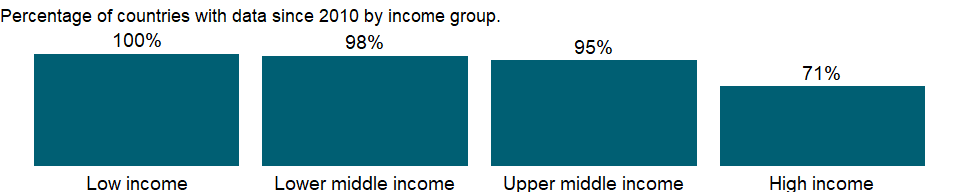 Percentage of countries with data since 2010 by income group.
100% 98% 95% 71%
Low income Lower middle income Upper middle income High income